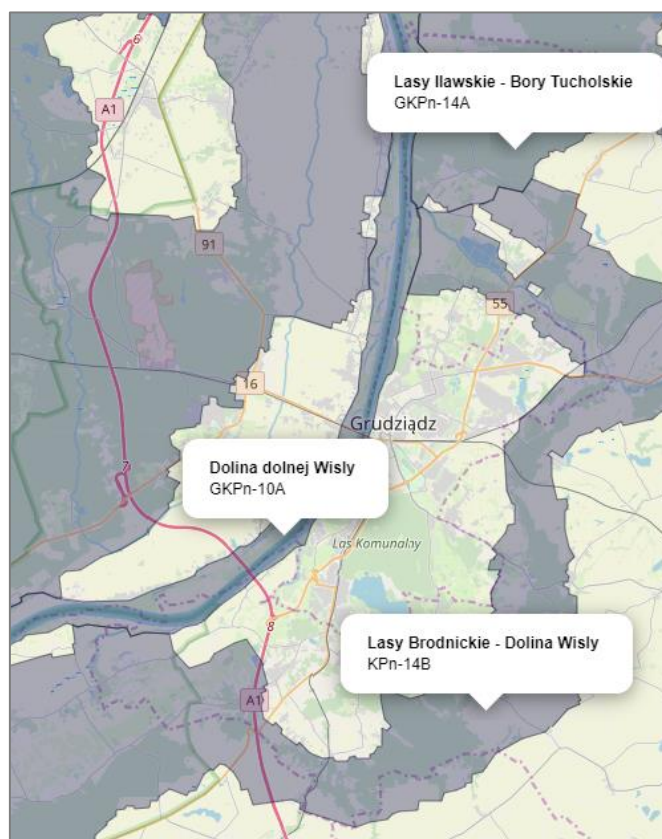 6
A1
Lasy Ilawskie - Bory Tucholskie
GKPn-14A
91
55
16
Grudziądz
7
Dolina dolnej Wisly
GKPn-10A
Las Komunalny
8
Lasy Brodnickie - Dolina Wisly
KPn-14B
A1